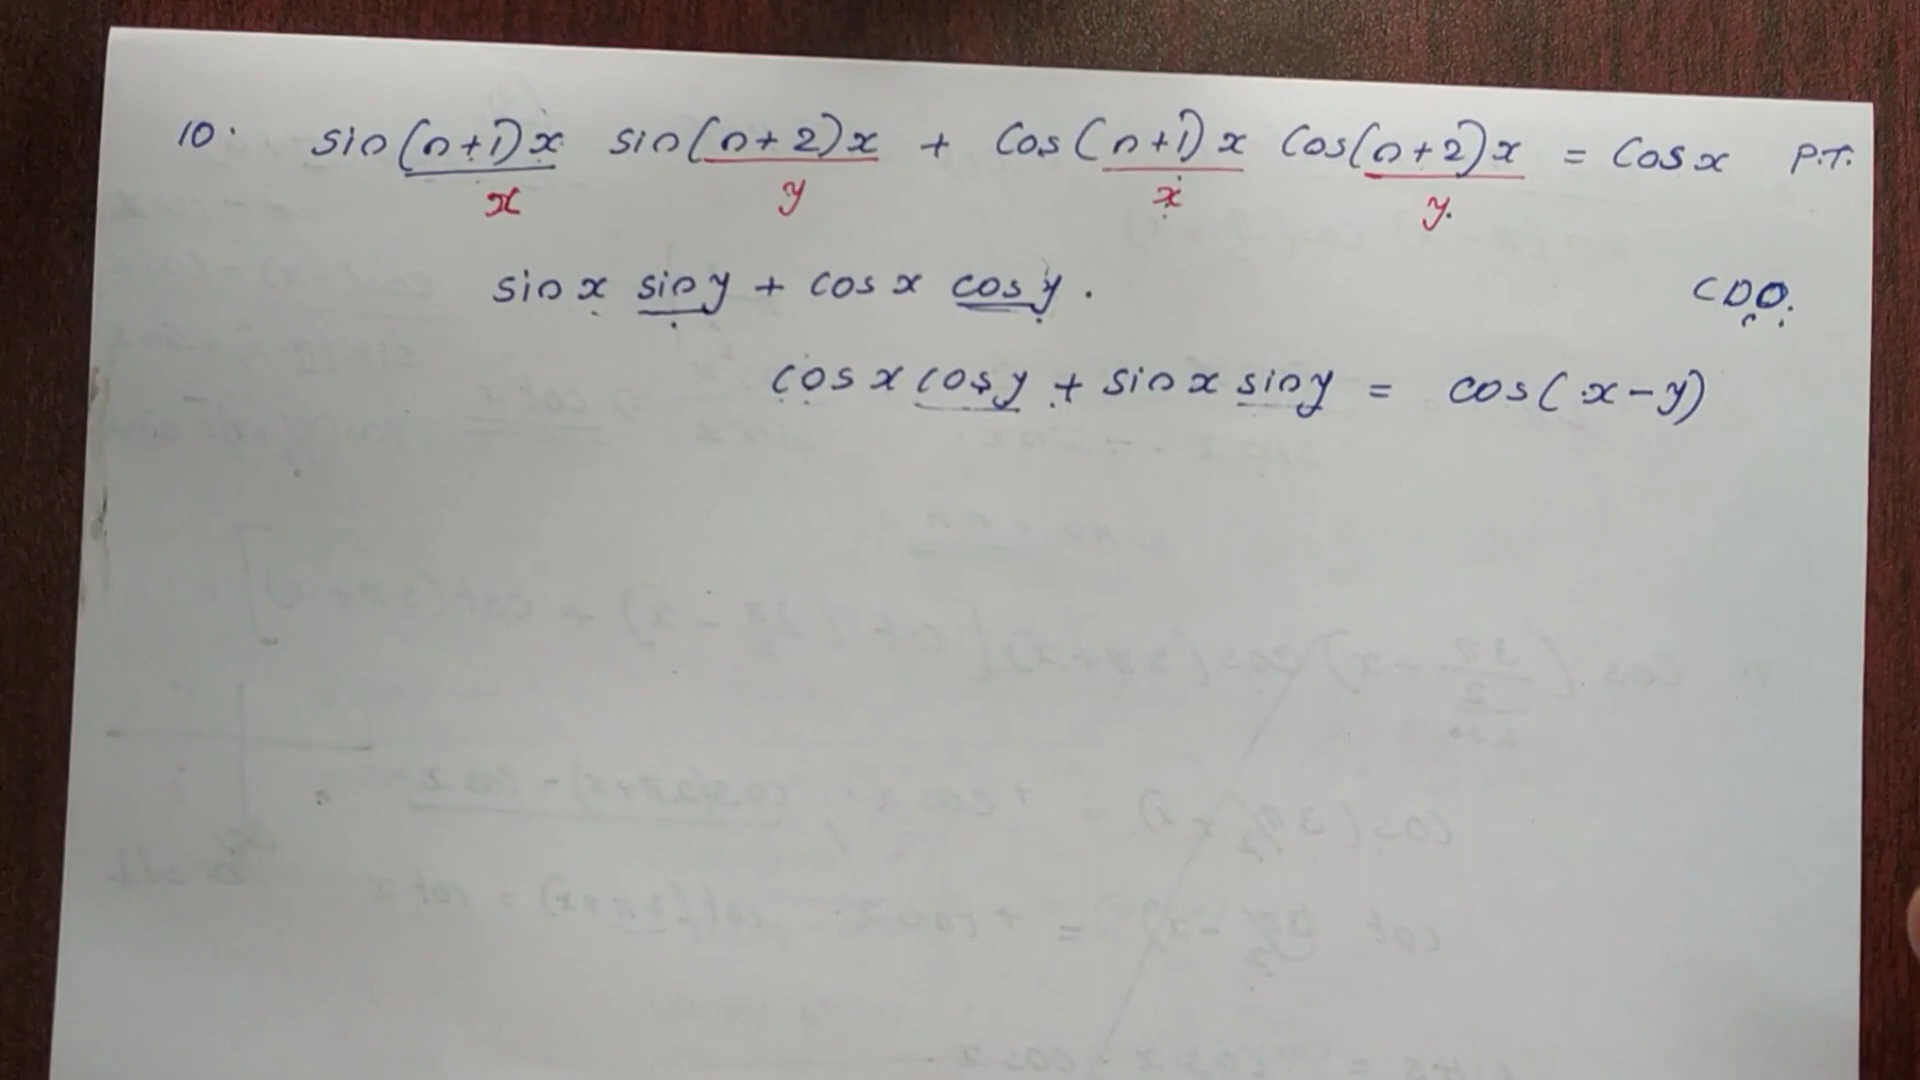 10. sin(n+1)x sin(n+2)x + cos(n+1)x cos(n+2)x = cos x P.T.
x y x y.
sin x sin y + cos x cos y.
CDO.
cos x cos y + sin x sin y = cos(x-y)